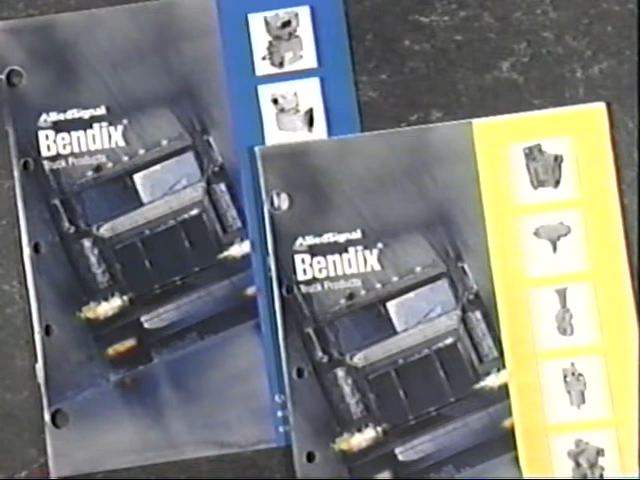 AlliedSignal
Bendix®
Truck Products
AlliedSignal
Bendix®
Truck Products